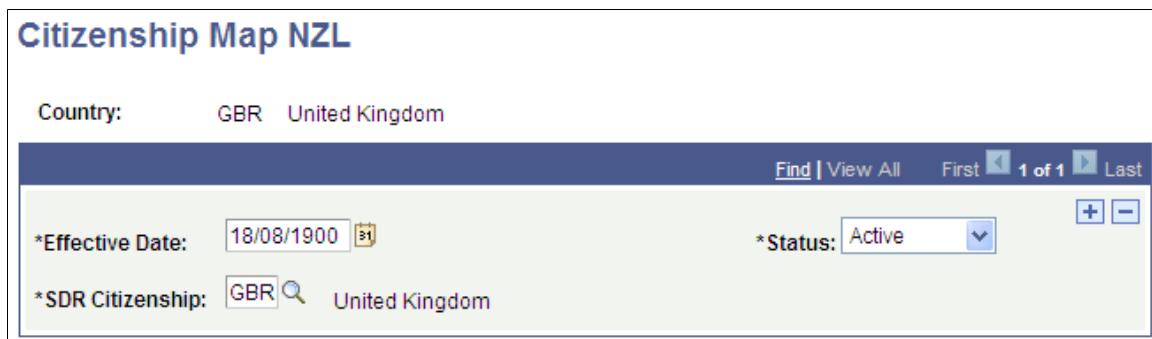 Citizenship Map NZL
Country: GBR United Kingdom
Find | View All First 1 of 1 Last
*Effective Date: 18/08/1900 31 *Status: Active
*SDR Citizenship: GBR United Kingdom